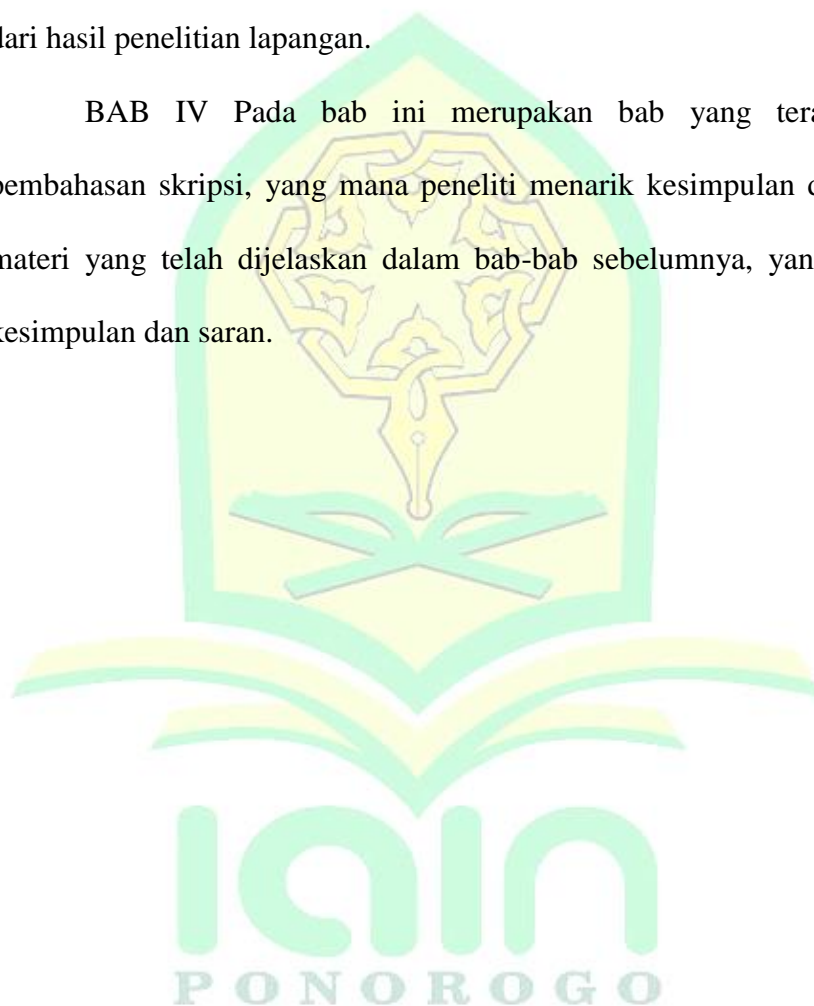 dari hasil penelitian lapangan.
BAB IV Pada bab ini merupakan bab yang
pembahasan skripsi, yang mana peneliti menarik kesimpulan
materi yang telah dijelaskan dalam bab-bab sebelumnya,
kesimpulan dan saran.
iain
PONOROGO